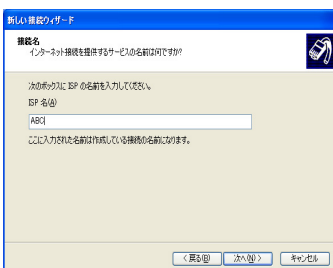 新しい接続ウィザード
接続名
インターネット接続を提供するサービスの名前は何ですか?
次のボックスに ISP の名前を入力してください。
ISP 名(A)
ABC
ここに入力された名前は作成している接続の名前になります。
< 戻る(B) 次へ(N) > キャンセル